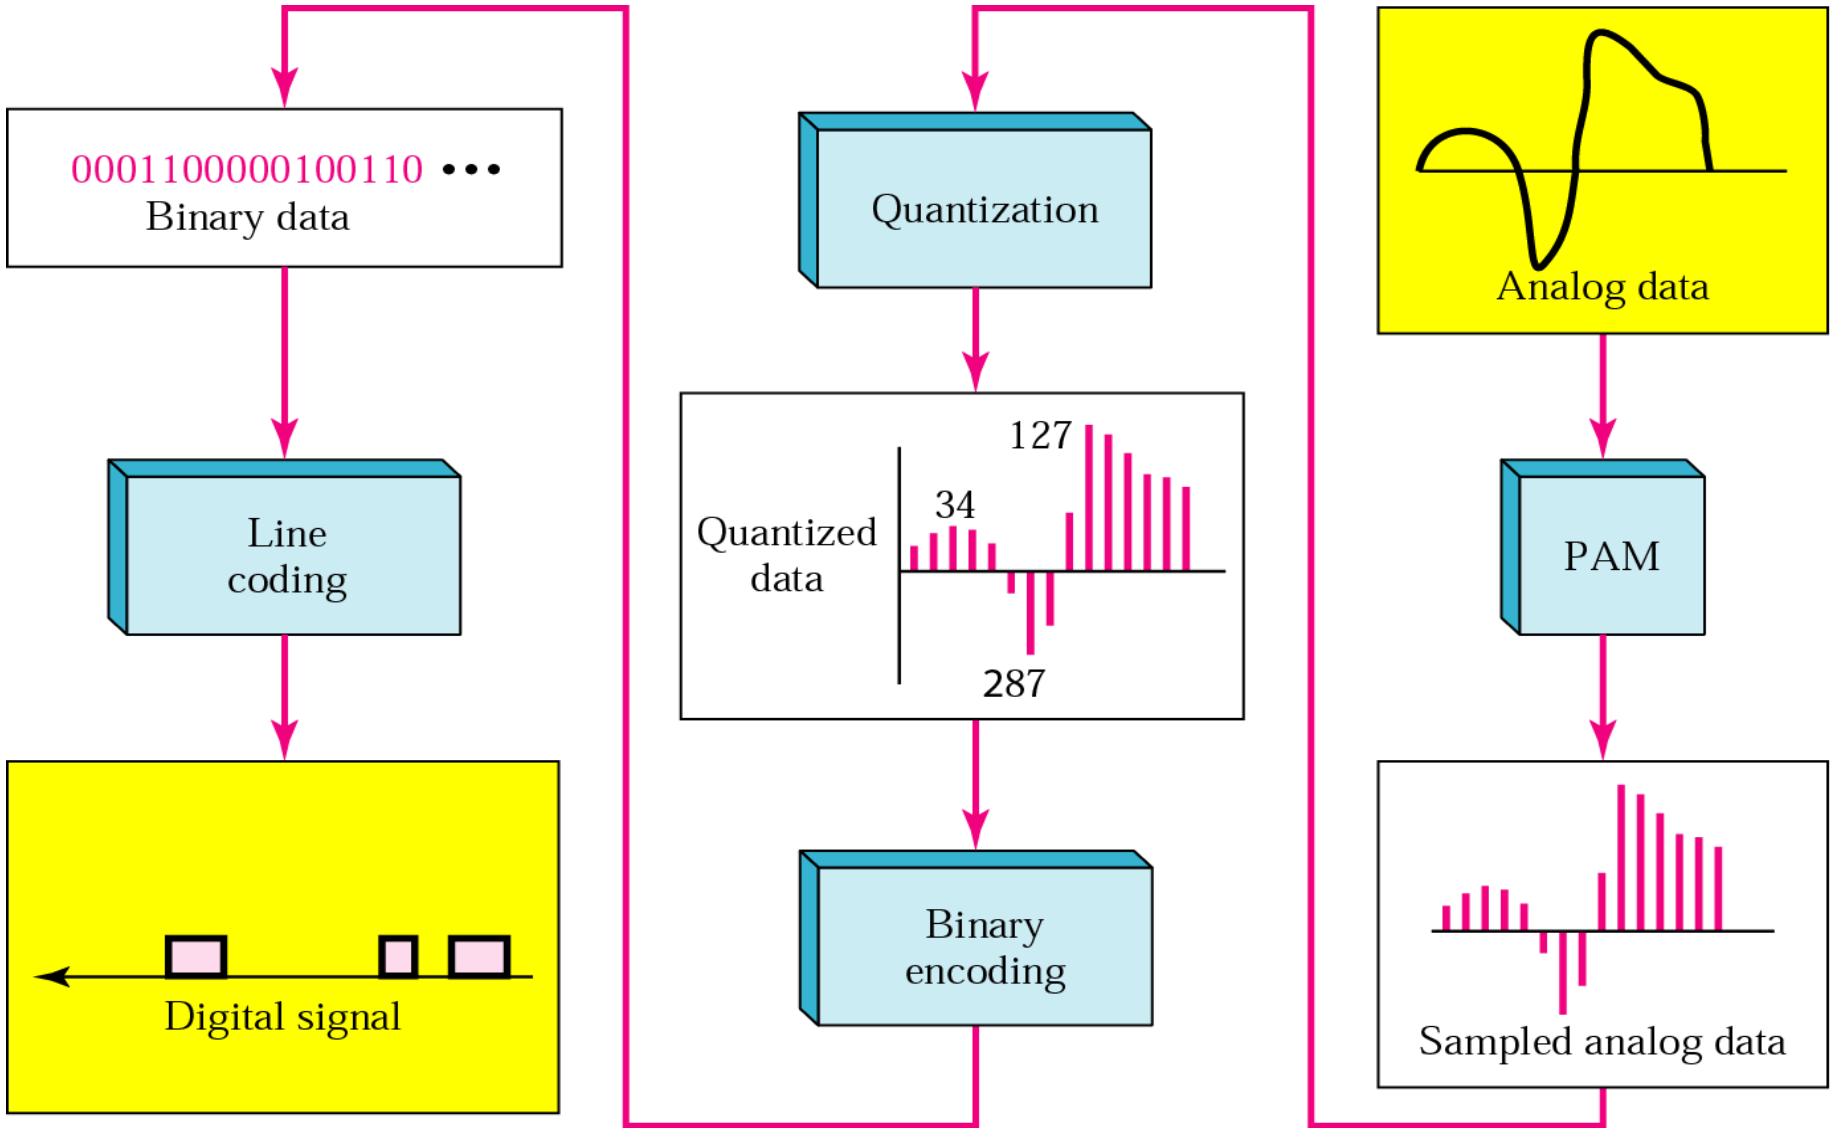 0001100000100110 •••
Binary data
Line
coding
Digital signal
Quantization
127
34
Quantized
data
287
Binary
encoding
Analog data
PAM
Sampled analog data